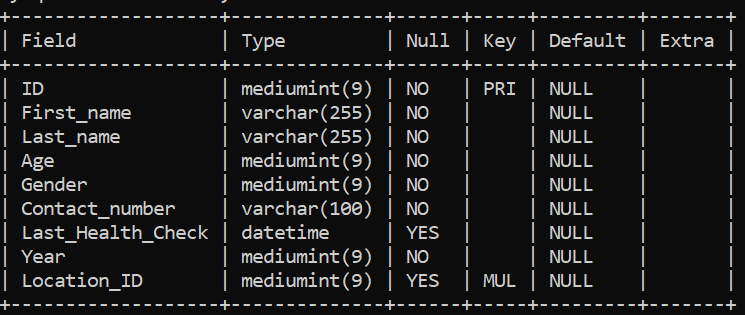 +-------------------+--------------+------+-----+---------+-------+
| Field             | Type         | Null | Key | Default | Extra |
+-------------------+--------------+------+-----+---------+-------+
| ID                | mediumint(9) | NO   | PRI | NULL    |       |
| First_name        | varchar(255) | NO   |     | NULL    |       |
| Last_name         | varchar(255) | NO   |     | NULL    |       |
| Age               | mediumint(9) | NO   |     | NULL    |       |
| Gender            | mediumint(9) | NO   |     | NULL    |       |
| Contact_number    | varchar(100) | NO   |     | NULL    |       |
| Last_Health_Check | datetime     | YES  |     | NULL    |       |
| Year              | mediumint(9) | NO   |     | NULL    |       |
| Location_ID       | mediumint(9) | YES  | MUL | NULL    |       |
+-------------------+--------------+------+-----+---------+-------+